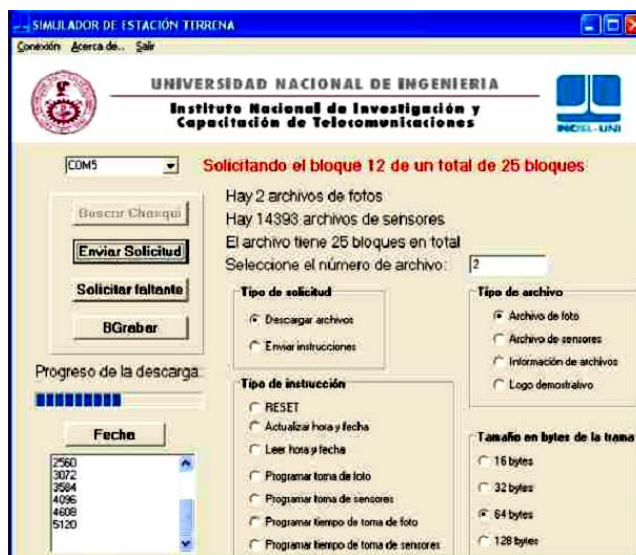 SIMULADOR DE ESTACIÓN TERRENA
Conexión Acerca de.. Salir
UNIVERSIDAD NACIONAL DE INGENIERIA
Instituto Nacional de Investigación y
Capacitación de Telecomunicaciones
INICTEL-UNI
COM5
Solicitando el bloque 12 de un total de 25 bloques
Hay 2 archivos de fotos
Hay 14393 archivos de sensores
El archivo tiene 25 bloques en total
Seleccione el número de archivo: 2
Buscar Chasqui
Enviar Solicitud
Solicitar faltante
BGrabar
Progreso de la descarga:
Fecha
2560
3072
3584
4096
4608
5120
Tipo de solicitud
Descargar archivos
Enviar instrucciones
Tipo de instrucción
RESET
Actualizar hora y fecha
Leer hora y fecha
Programar toma de foto
Programar toma de sensores
Programar tiempo de toma de foto
Programar tiempo de toma de sensores
Tipo de archivo
Archivo de foto
Archivo de sensores
Información de archivos
Logo demostrativo
Tamaño en bytes de la trama
16 bytes
32 bytes
64 bytes
128 bytes